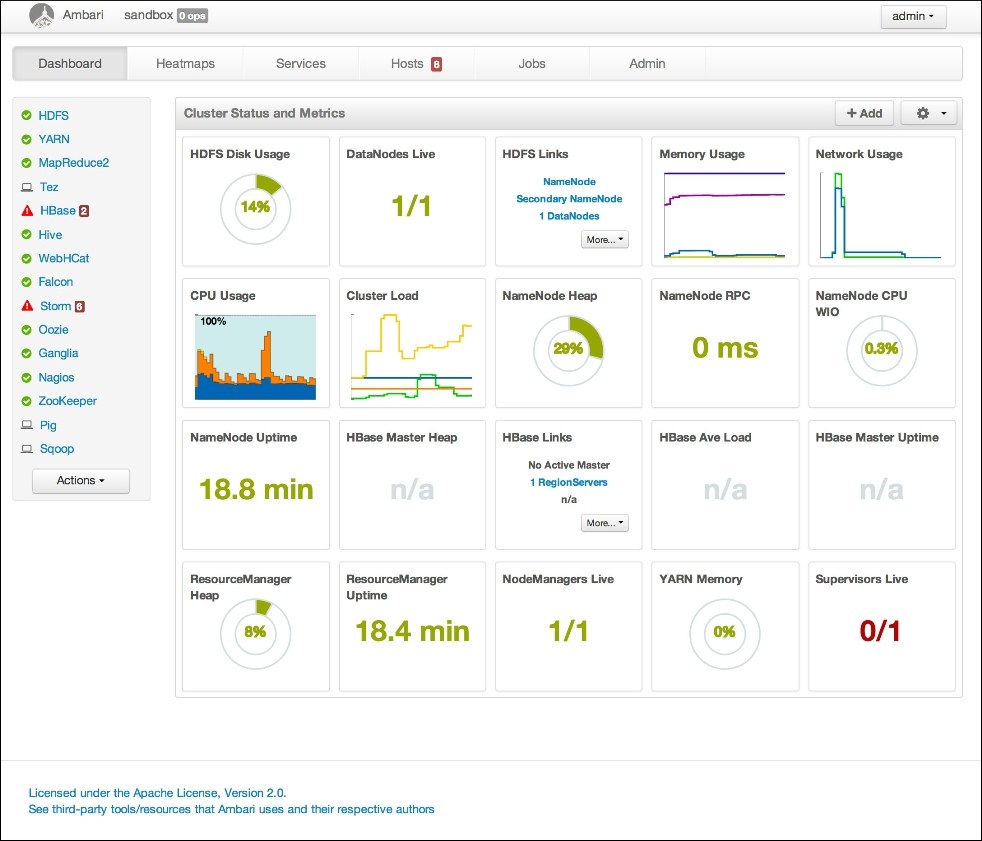 Ambari sandbox 0 ops admin
Dashboard Heatmaps Services Hosts 8 Jobs Admin
HDFS
YARN
MapReduce2
Tez
HBase 2
Hive
WebHCat
Falcon
Storm 6
Oozie
Ganglia
Nagios
ZooKeeper
Pig
Sqoop
Actions
Cluster Status and Metrics + Add
HDFS Disk Usage
14%
DataNodes Live
1/1
HDFS Links
NameNode
Secondary NameNode
1 DataNodes
More...
Memory Usage
Network Usage
CPU Usage
100%
Cluster Load
NameNode Heap
29%
NameNode RPC
0 ms
NameNode CPU
WIO
0.3%
NameNode Uptime
18.8 min
HBase Master Heap
n/a
HBase Links
No Active Master
1 RegionServers
n/a
More...
HBase Ave Load
n/a
HBase Master Uptime
n/a
ResourceManager
Heap
8%
ResourceManager
Uptime
18.4 min
NodeManagers Live
1/1
YARN Memory
0%
Supervisors Live
0/1
Licensed under the Apache License, Version 2.0.
See third-party tools/resources that Ambari uses and their respective authors